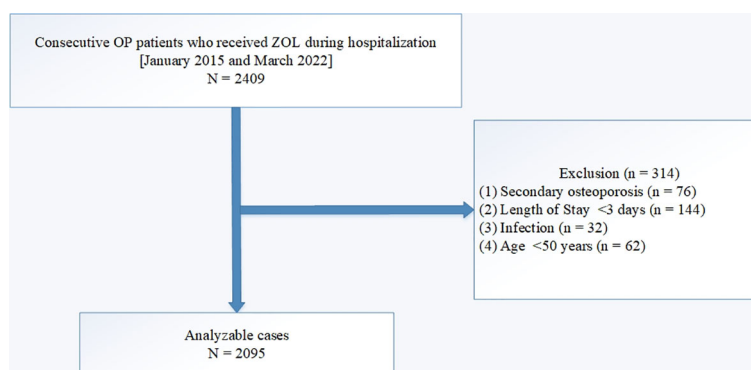 Consecutive OP patients who received ZOL during hospitalization
[January 2015 and March 2022]
N = 2409
Exclusion (n = 314)
(1) Secondary osteoporosis (n = 76)
(2) Length of Stay <3 days (n = 144)
(3) Infection (n = 32)
(4) Age <50 years (n = 62)
Analyzable cases
N = 2095